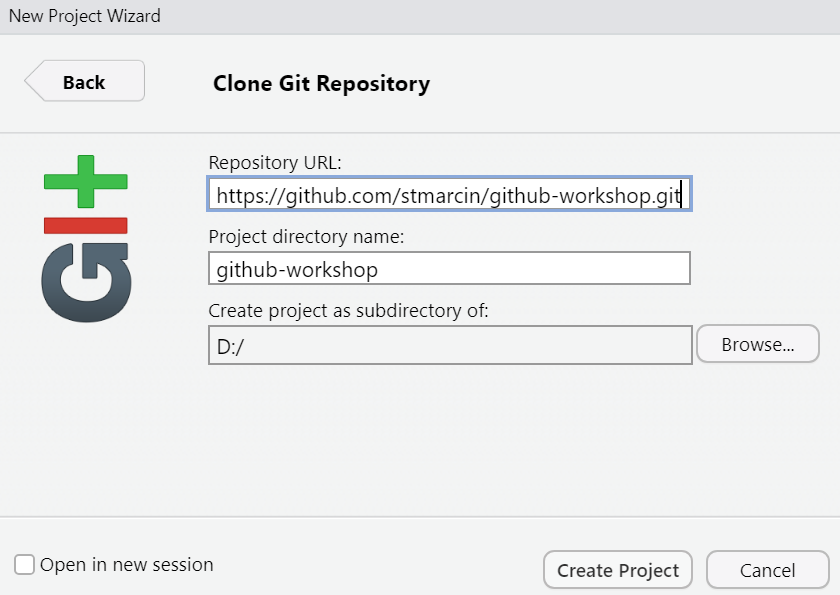 New Project Wizard
Back
Clone Git Repository
git
Repository URL:
https://github.com/stmarcin/github-workshop.git
Project directory name:
github-workshop
Create project as subdirectory of:
D:/
Browse...
Open in new session
Create Project
Cancel